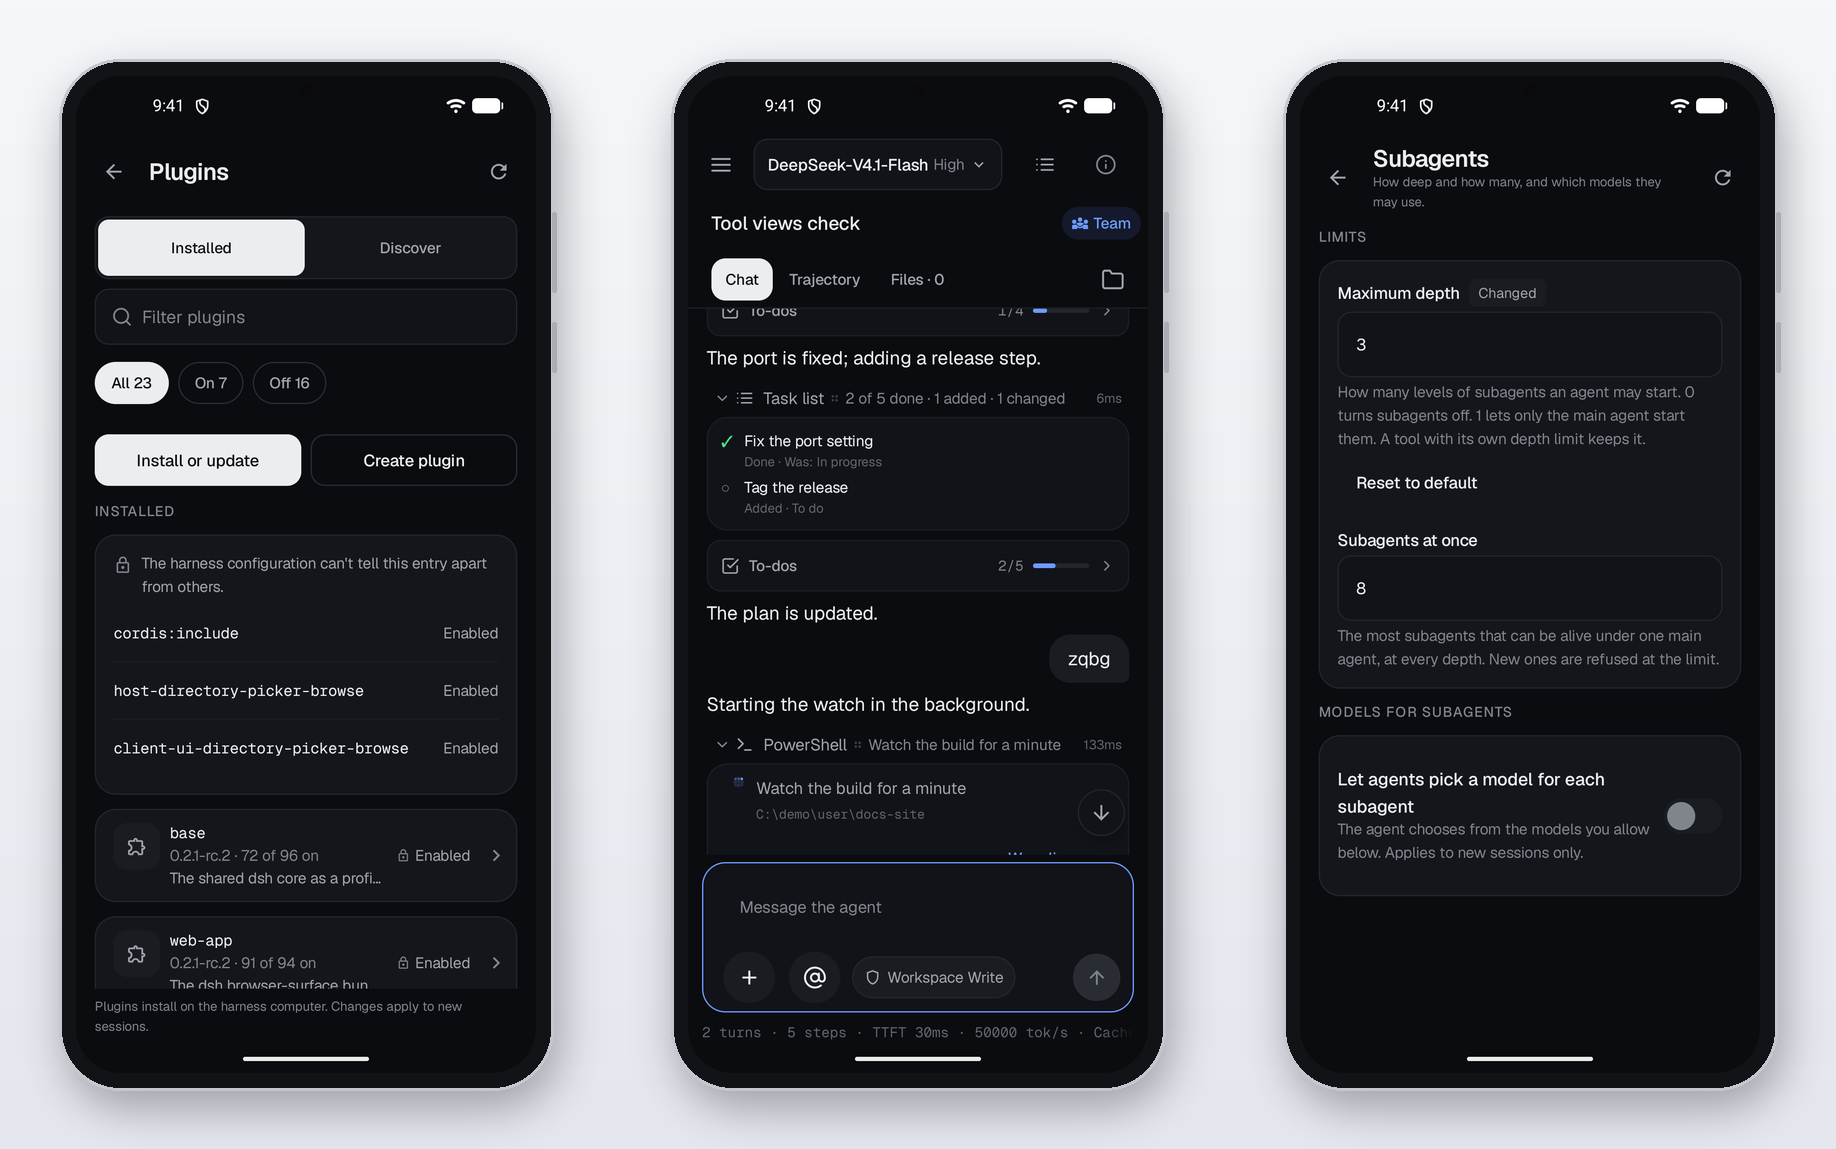 9:41
Plugins
Installed
Discover
Filter plugins
All 23
On 7
Off 16
Install or update
Create plugin
INSTALLED
The harness configuration can't tell this entry apart
from others.
cordis:include
Enabled
host-directory-picker-browse
Enabled
client-ui-directory-picker-browse
Enabled
base
0.2.1-rc.2 · 72 of 96 on
Enabled
The shared dsh core as a profi...
web-app
0.2.1-rc.2 · 91 of 94 on
Enabled
The dsh browser-surface bun
Plugins install on the harness computer. Changes apply to new
sessions.
9:41
DeepSeek-V4.1-Flash High
Tool views check
Team
Chat
Trajectory
Files · 0
To-dos
1/4
The port is fixed; adding a release step.
Task list
2 of 5 done · 1 added · 1 changed
6ms
Fix the port setting
Done · Was: In progress
Tag the release
Added · To do
To-dos
2/5
The plan is updated.
zqbg
Starting the watch in the background.
PowerShell
Watch the build for a minute
133ms
Watch the build for a minute
C:\demo\user\docs-site
Message the agent
Workspace Write
2 turns · 5 steps · TTFT 30ms · 50000 tok/s · Cach
9:41
Subagents
How deep and how many, and which models they
may use.
LIMITS
Maximum depth
Changed
3
How many levels of subagents an agent may start. 0
turns subagents off. 1 lets only the main agent start
them. A tool with its own depth limit keeps it.
Reset to default
Subagents at once
8
The most subagents that can be alive under one main
agent, at every depth. New ones are refused at the limit.
MODELS FOR SUBAGENTS
Let agents pick a model for each
subagent
The agent chooses from the models you allow
below. Applies to new sessions only.